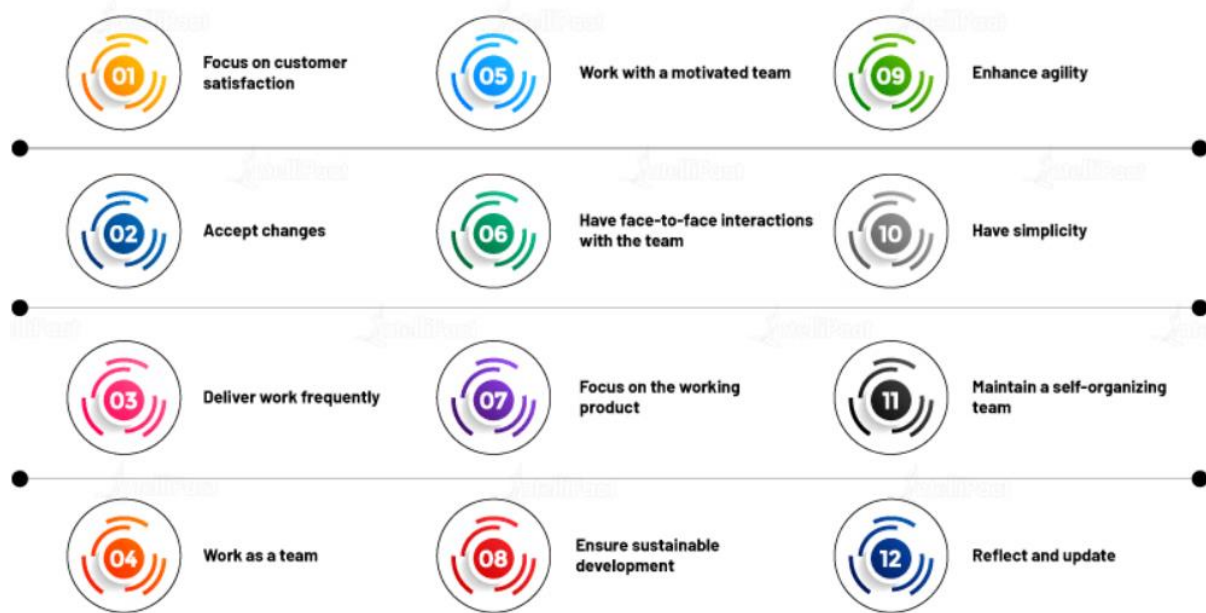 01
Focus on customer
satisfaction
02
Accept changes
03
Deliver work frequently
04
Work as a team
05
Work with a motivated team
06
Have face-to-face interactions
with the team
07
Focus on the working
product
08
Ensure sustainable
development
09
Enhance agility
10
Have simplicity
11
Maintain a self-organizing
team
12
Reflect and update